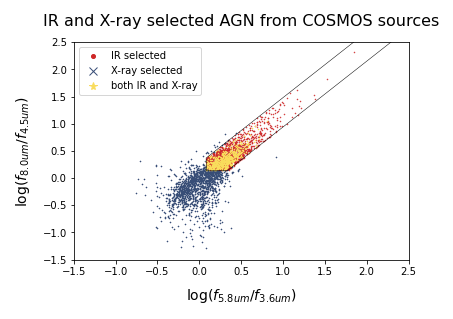 IR and X-ray selected AGN from COSMOS sources
IR selected
X-ray selected
both IR and X-ray
log(f8.0um/f4.5um)
2.5
2.0
1.5
1.0
0.5
0.0
−0.5
−1.0
−1.5
−1.5 −1.0 −0.5 0.0 0.5 1.0 1.5 2.0 2.5
log(f5.8um/f3.6um)